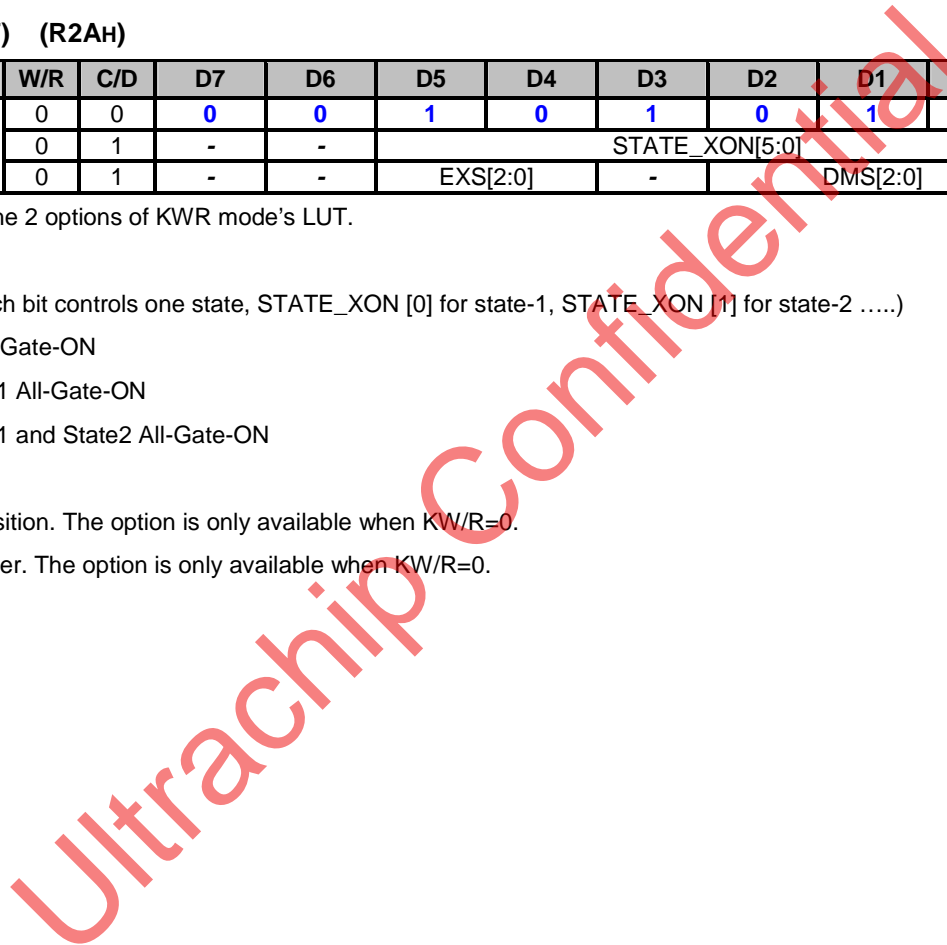 ) (R2AH)
W/R C/D D7 D6 D5 D4 D3 D2 D1
0 0 0 0 1 0 1 0 1
0 1 - - STATE_XON[5:0]
0 1 - - EXS[2:0] - DMS[2:0]
ne 2 options of KWR mode's LUT.
ch bit controls one state, STATE_XON [0] for state-1, STATE_XON [1] for state-2 .....)
Gate-ON
1 All-Gate-ON
1 and State2 All-Gate-ON
sition. The option is only available when KW/R=0.
er. The option is only available when KW/R=0.
Ultrachip Confidential